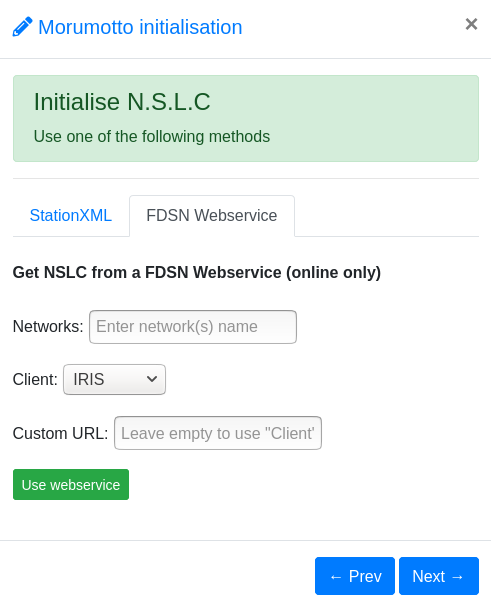 Morumotto initialisation
×
Initialise N.S.L.C
Use one of the following methods
StationXML
FDSN Webservice
Get NSLC from a FDSN Webservice (online only)
Networks: Enter network(s) name
Client: IRIS
Custom URL: Leave empty to use "Client'
Use webservice
← Prev
Next →